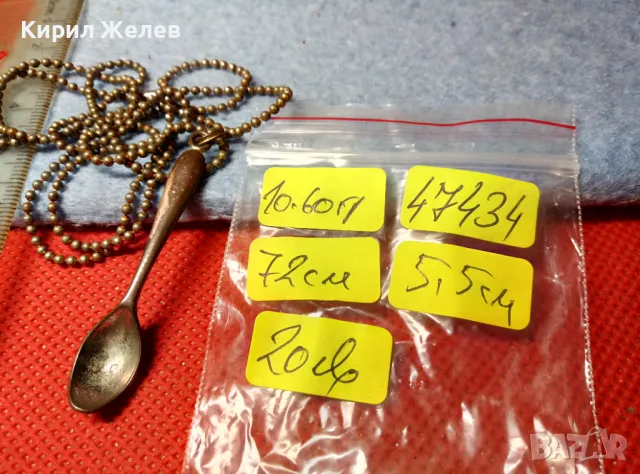 Кирил Желев
10.60гр
47434
72см
5,5см
20лв
BAZAR